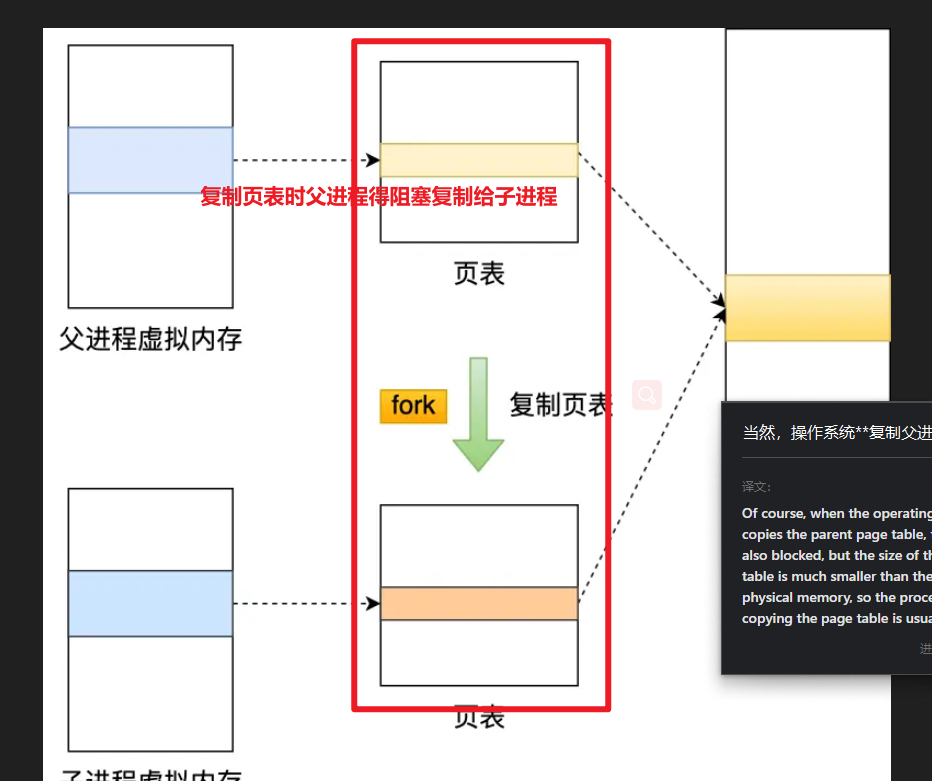 复制页表时父进程得阻塞复制给子进程
页表
父进程虚拟内存
fork
复制页表
当然，操作系统**复制父进
译文:
Of course, when the operating
copies the parent page table,
also blocked, but the size of th
table is much smaller than the
physical memory, so the proce
copying the page table is usua
进
页表
子进程虚拟内存